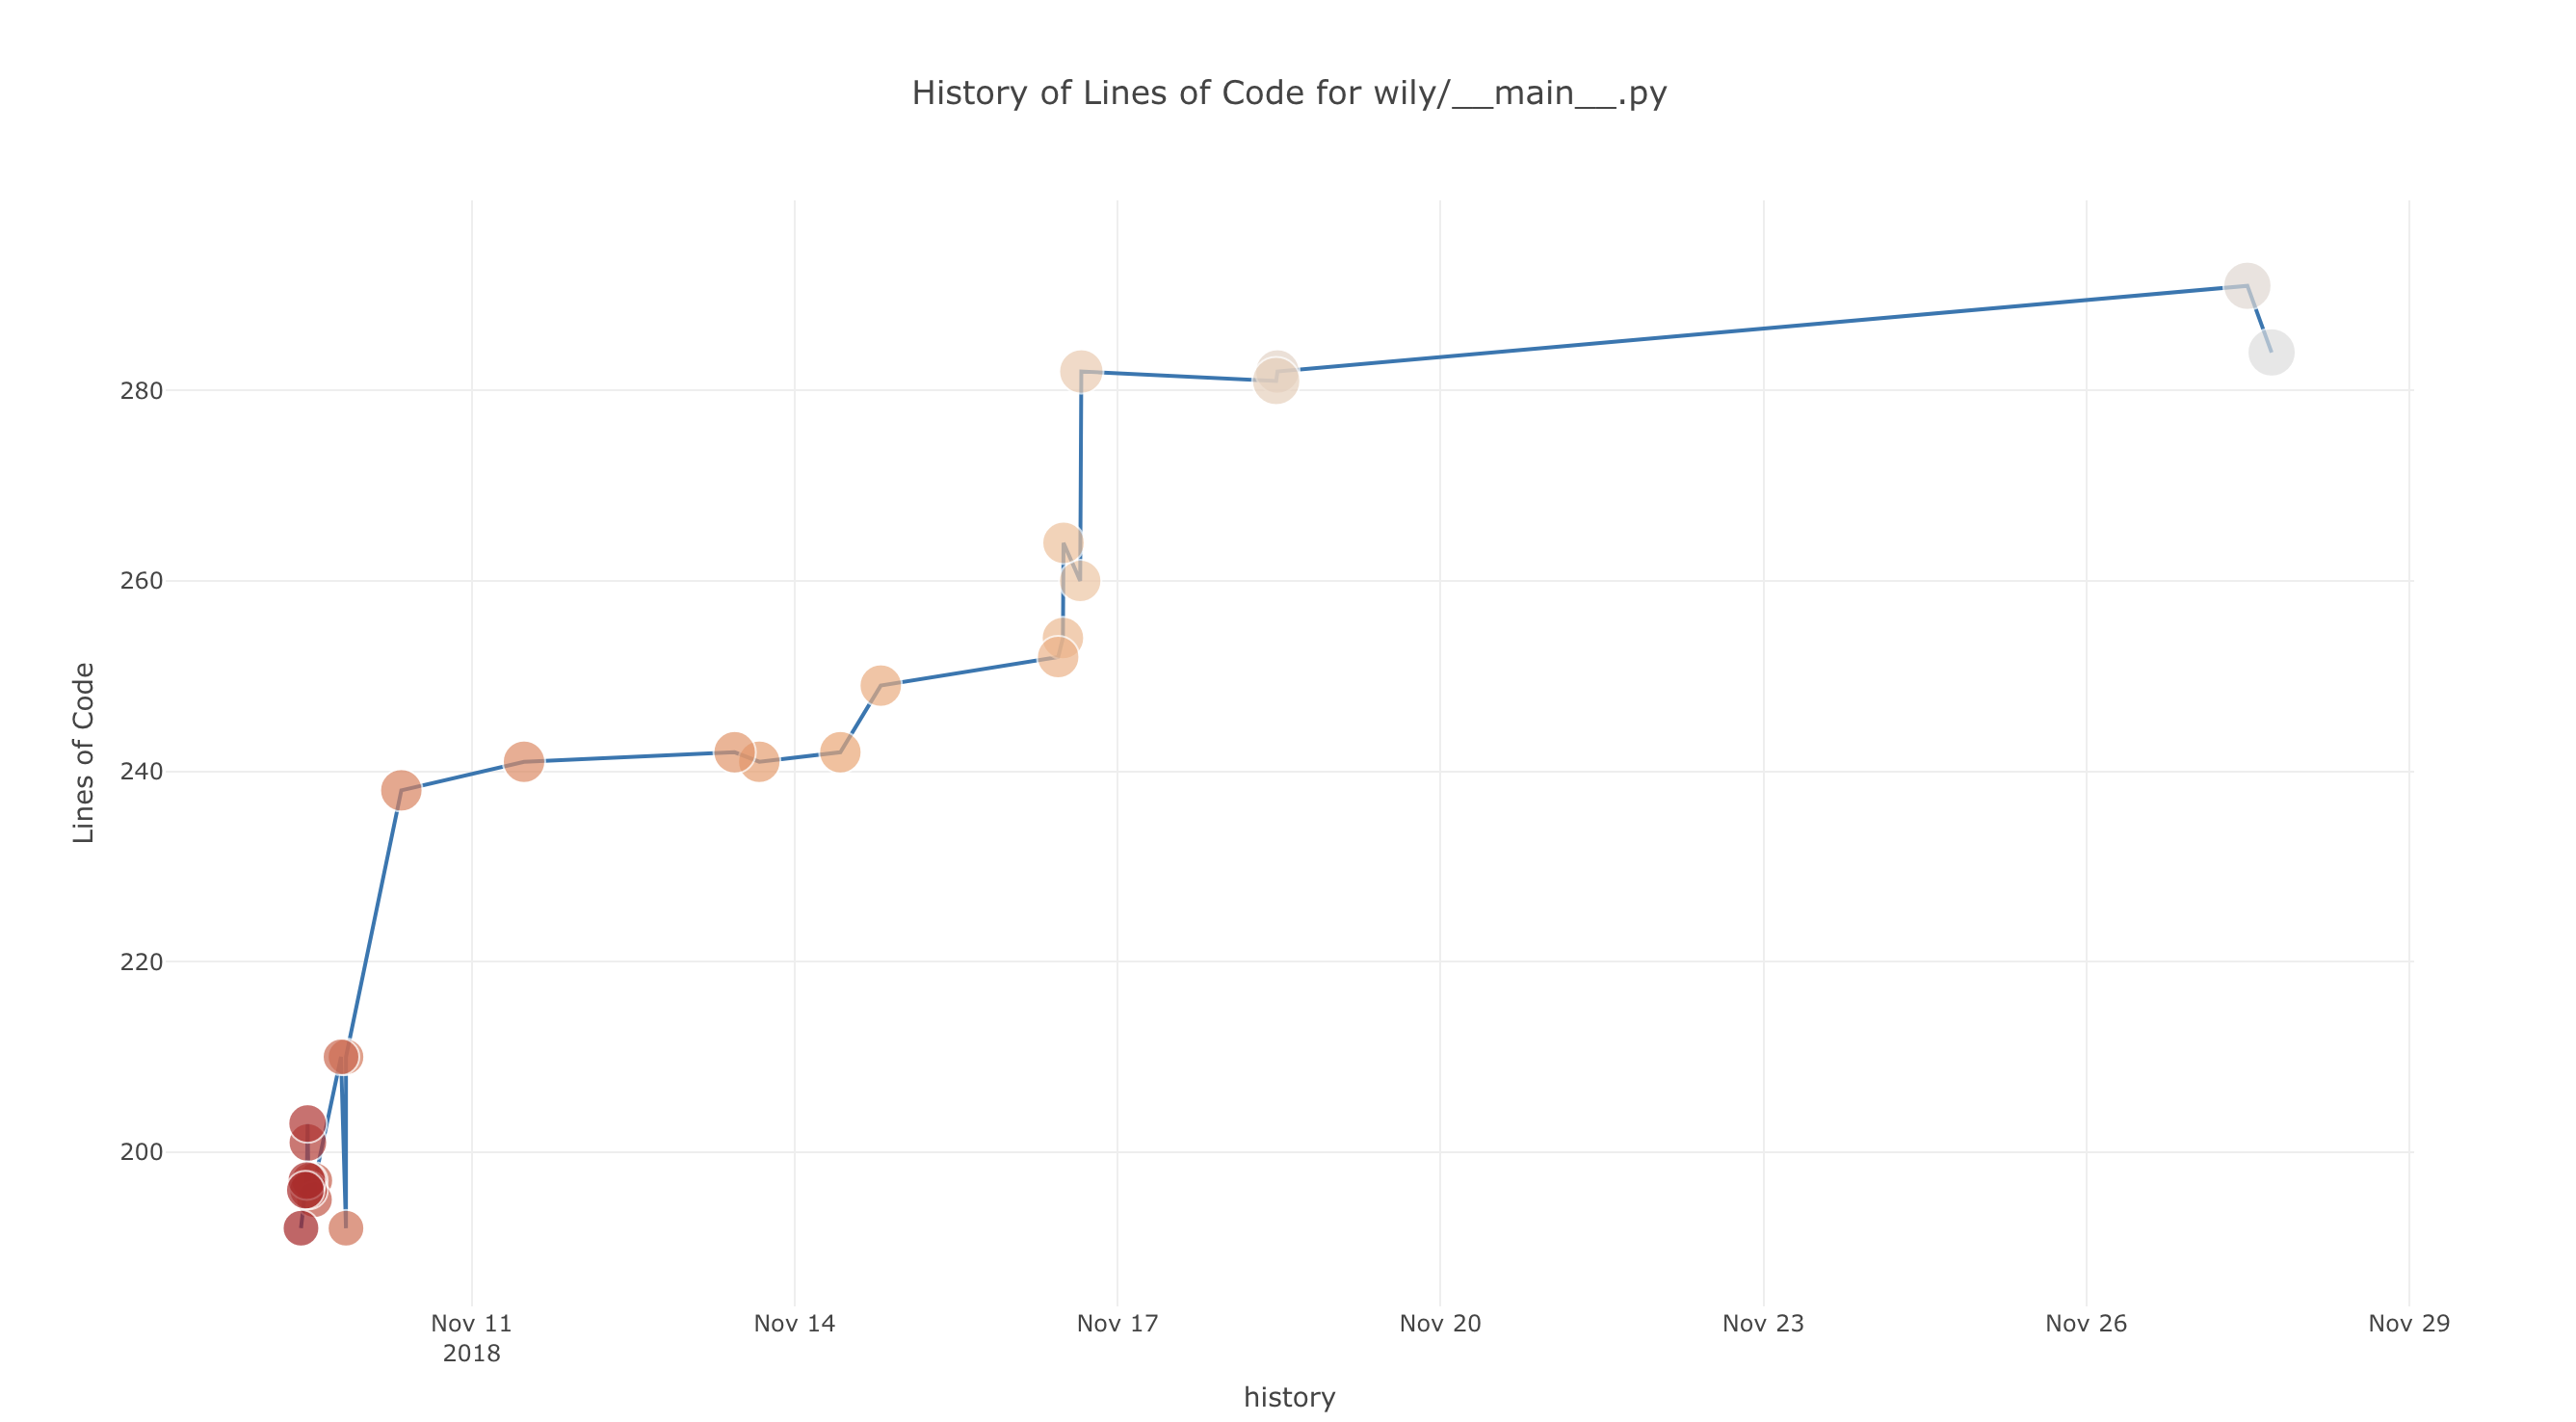 History of Lines of Code for wily/__main__.py
Lines of Code
280
260
240
220
200
Nov 11
2018
Nov 14
Nov 17
Nov 20
Nov 23
Nov 26
Nov 29
history